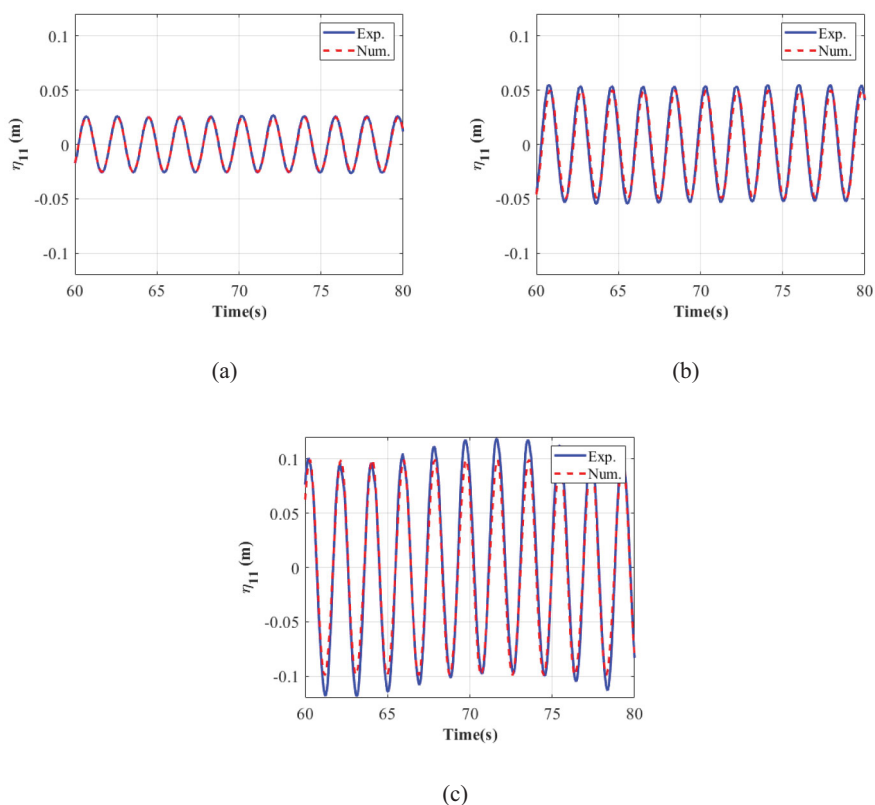 0.1
0.05
0
-0.05
-0.1
η11 (m)
Exp.
Num.
60 65 70 75 80
Time(s)
(a)
0.1
0.05
0
-0.05
-0.1
η11 (m)
Exp.
Num.
60 65 70 75 80
Time(s)
(b)
0.1
0.05
0
-0.05
-0.1
η11 (m)
Exp.
Num.
60 65 70 75 80
Time(s)
(c)